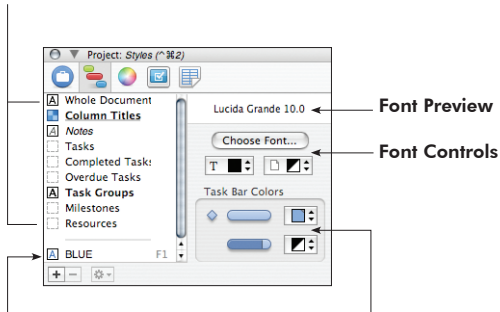 Project: Styles (^⌘2)
A Whole Document
Column Titles
A Notes
Tasks
Completed Tasks
Overdue Tasks
A Task Groups
Milestones
Resources
A BLUE F1
Lucida Grande 10.0
Choose Font...
T
Task Bar Colors
Font Preview
Font Controls